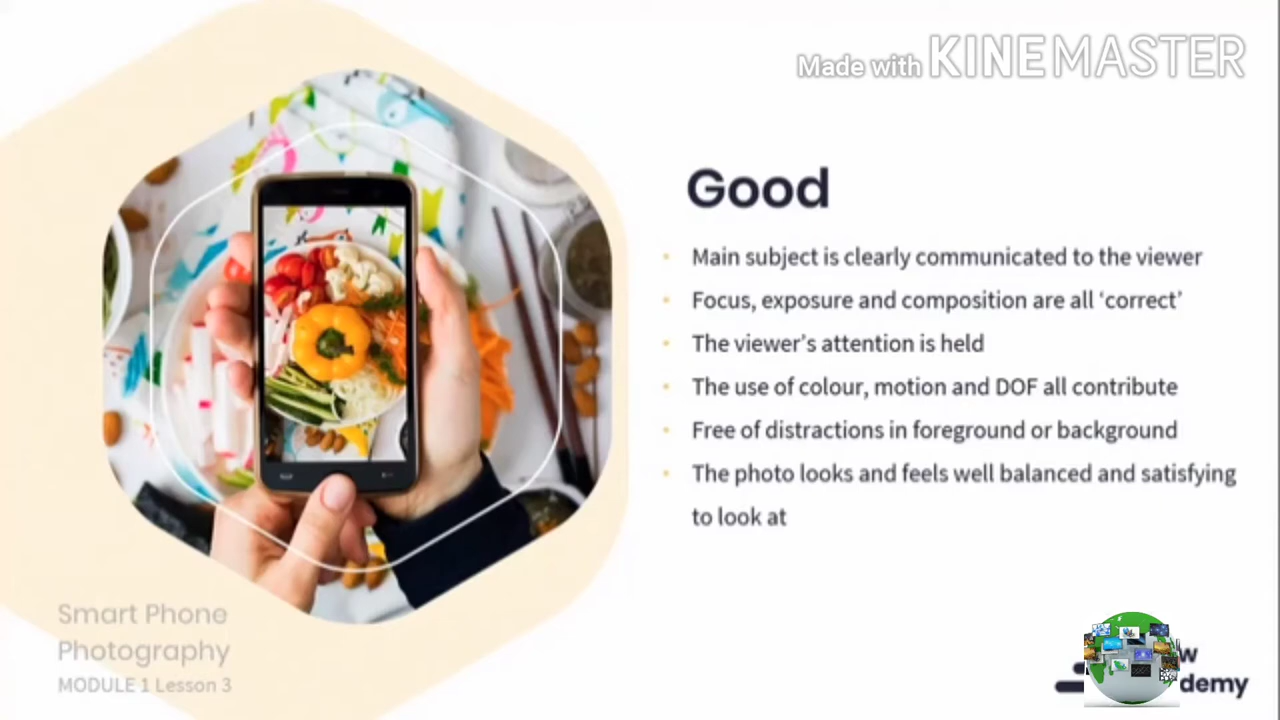 Made with KINEMASTER
Good
Main subject is clearly communicated to the viewer
Focus, exposure and composition are all ‘correct’
The viewer’s attention is held
The use of colour, motion and DOF all contribute
Free of distractions in foreground or background
The photo looks and feels well balanced and satisfying
to look at
Smart Phone
Photography
MODULE 1 Lesson 3